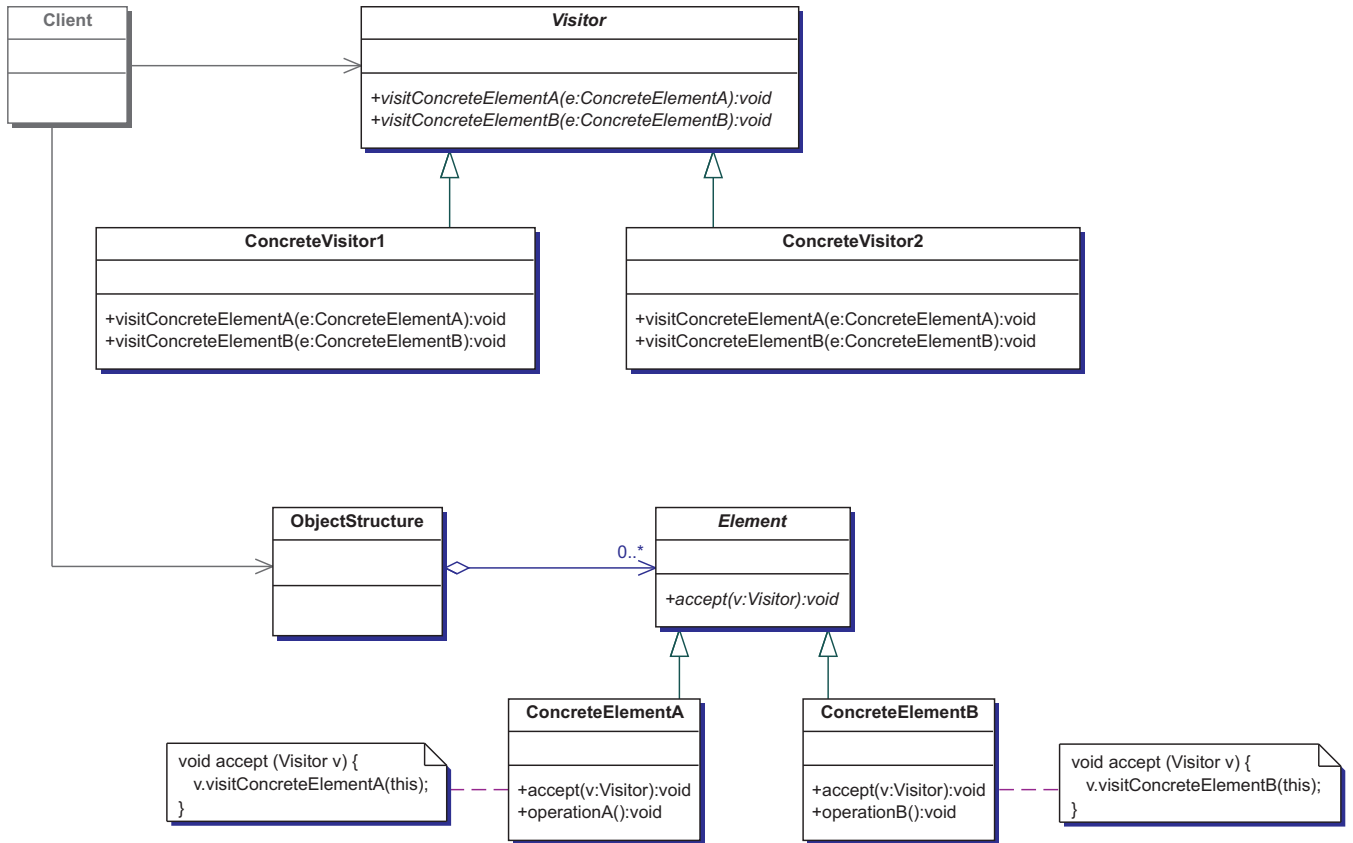 Client
Visitor
+visitConcreteElementA(e:ConcreteElementA):void
+visitConcreteElementB(e:ConcreteElementB):void
ConcreteVisitor1
+visitConcreteElementA(e:ConcreteElementA):void
+visitConcreteElementB(e:ConcreteElementB):void
ConcreteVisitor2
+visitConcreteElementA(e:ConcreteElementA):void
+visitConcreteElementB(e:ConcreteElementB):void
ObjectStructure
0..*
Element
+accept(v:Visitor):void
void accept (Visitor v) {
v.visitConcreteElementA(this);
}
ConcreteElementA
+accept(v:Visitor):void
+operationA():void
ConcreteElementB
+accept(v:Visitor):void
+operationB():void
void accept (Visitor v) {
v.visitConcreteElementB(this);
}